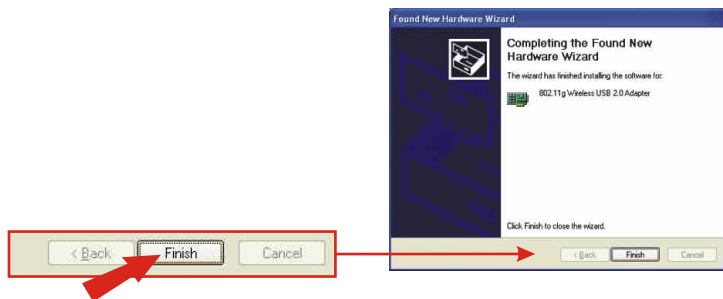 Found New Hardware Wizard
Completing the Found New
Hardware Wizard
The wizard has finished installing the software for:
802.11g Wireless USB 2.0 Adapter
Click Finish to close the wizard.
< Back Finish Cancel
< Back Finish Cancel